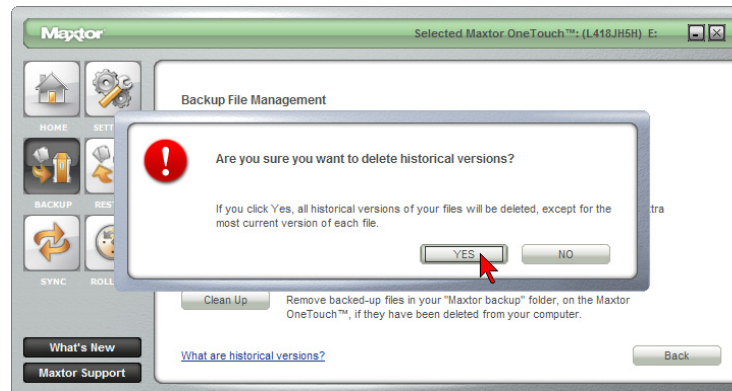 Maxtor
Selected Maxtor OneTouch™: (L418JH5H) E:
Backup File Management
HOME
SETT
Are you sure you want to delete historical versions?
If you click Yes, all historical versions of your files will be deleted, except for the
most current version of each file.
tra
YES
NO
BACKUP
RES
SYNC
ROLL
Clean Up
Remove backed-up files in your "Maxtor backup" folder, on the Maxtor
OneTouch™, if they have been deleted from your computer.
What are historical versions?
Back
What's New
Maxtor Support